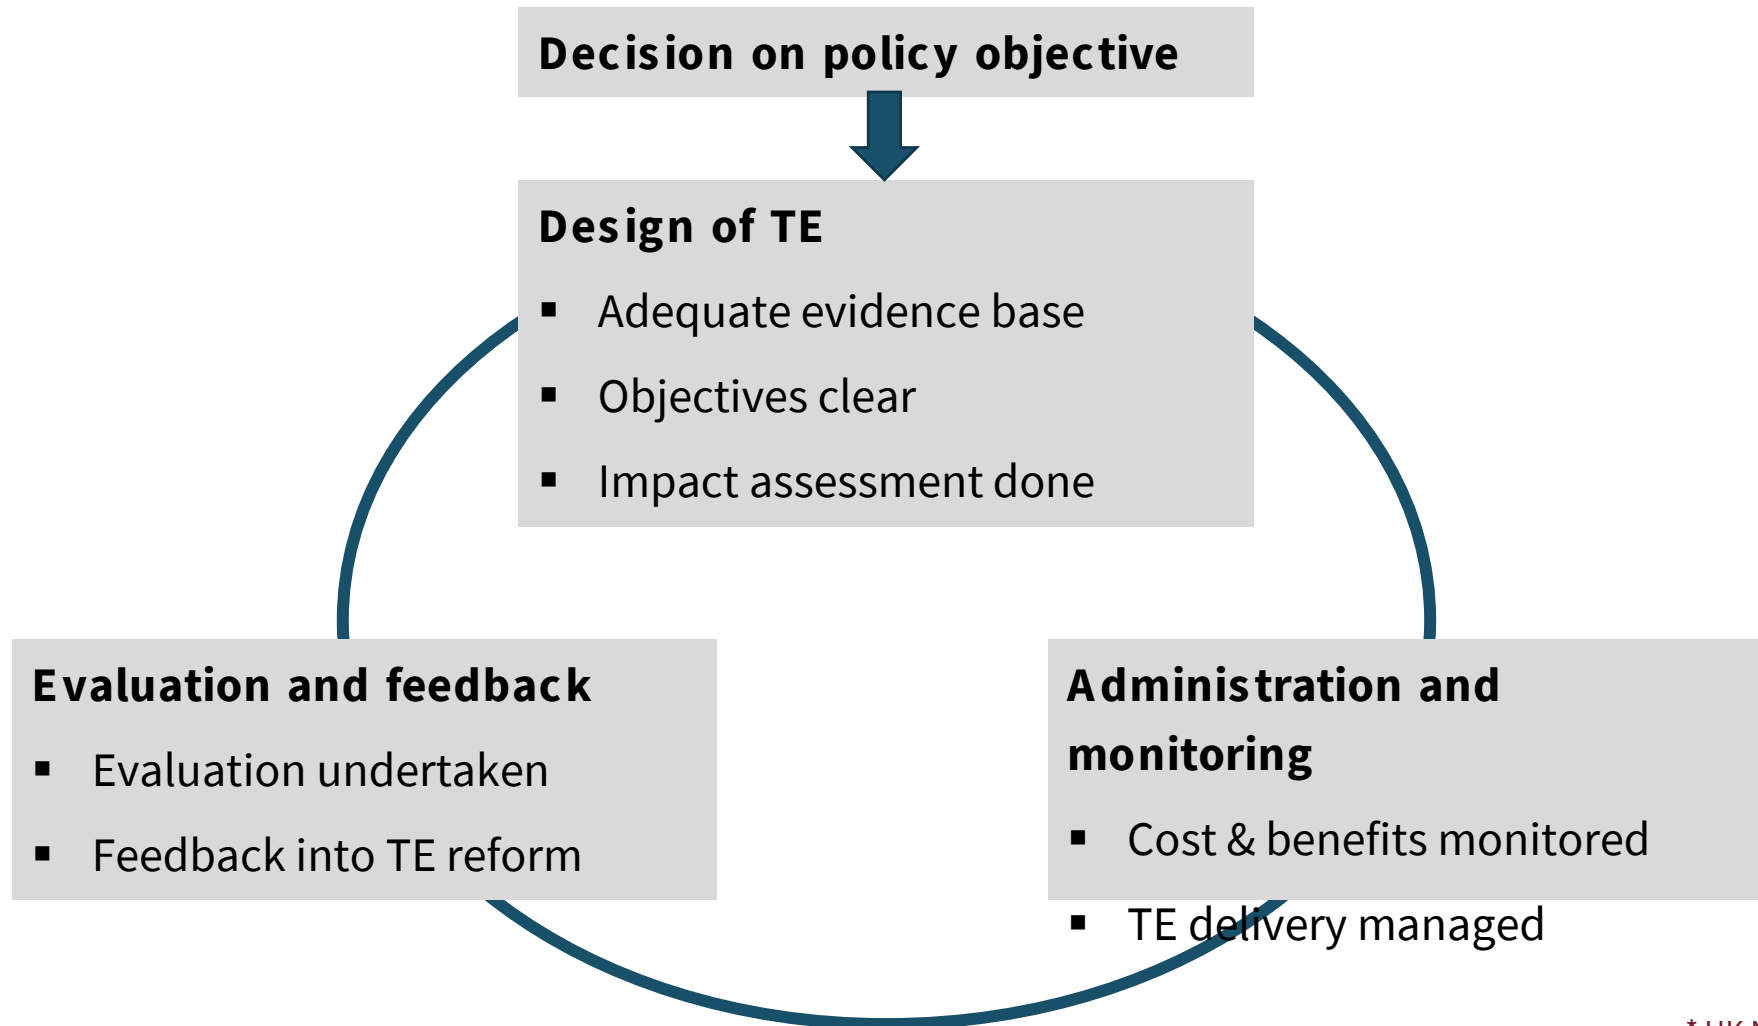 Decision on policy objective
Design of TE
▪ Adequate evidence base
▪ Objectives clear
▪ Impact assessment done
Evaluation and feedback
▪ Evaluation undertaken
▪ Feedback into TE reform
Administration and
monitoring
▪ Cost & benefits monitored
▪ TE delivery managed